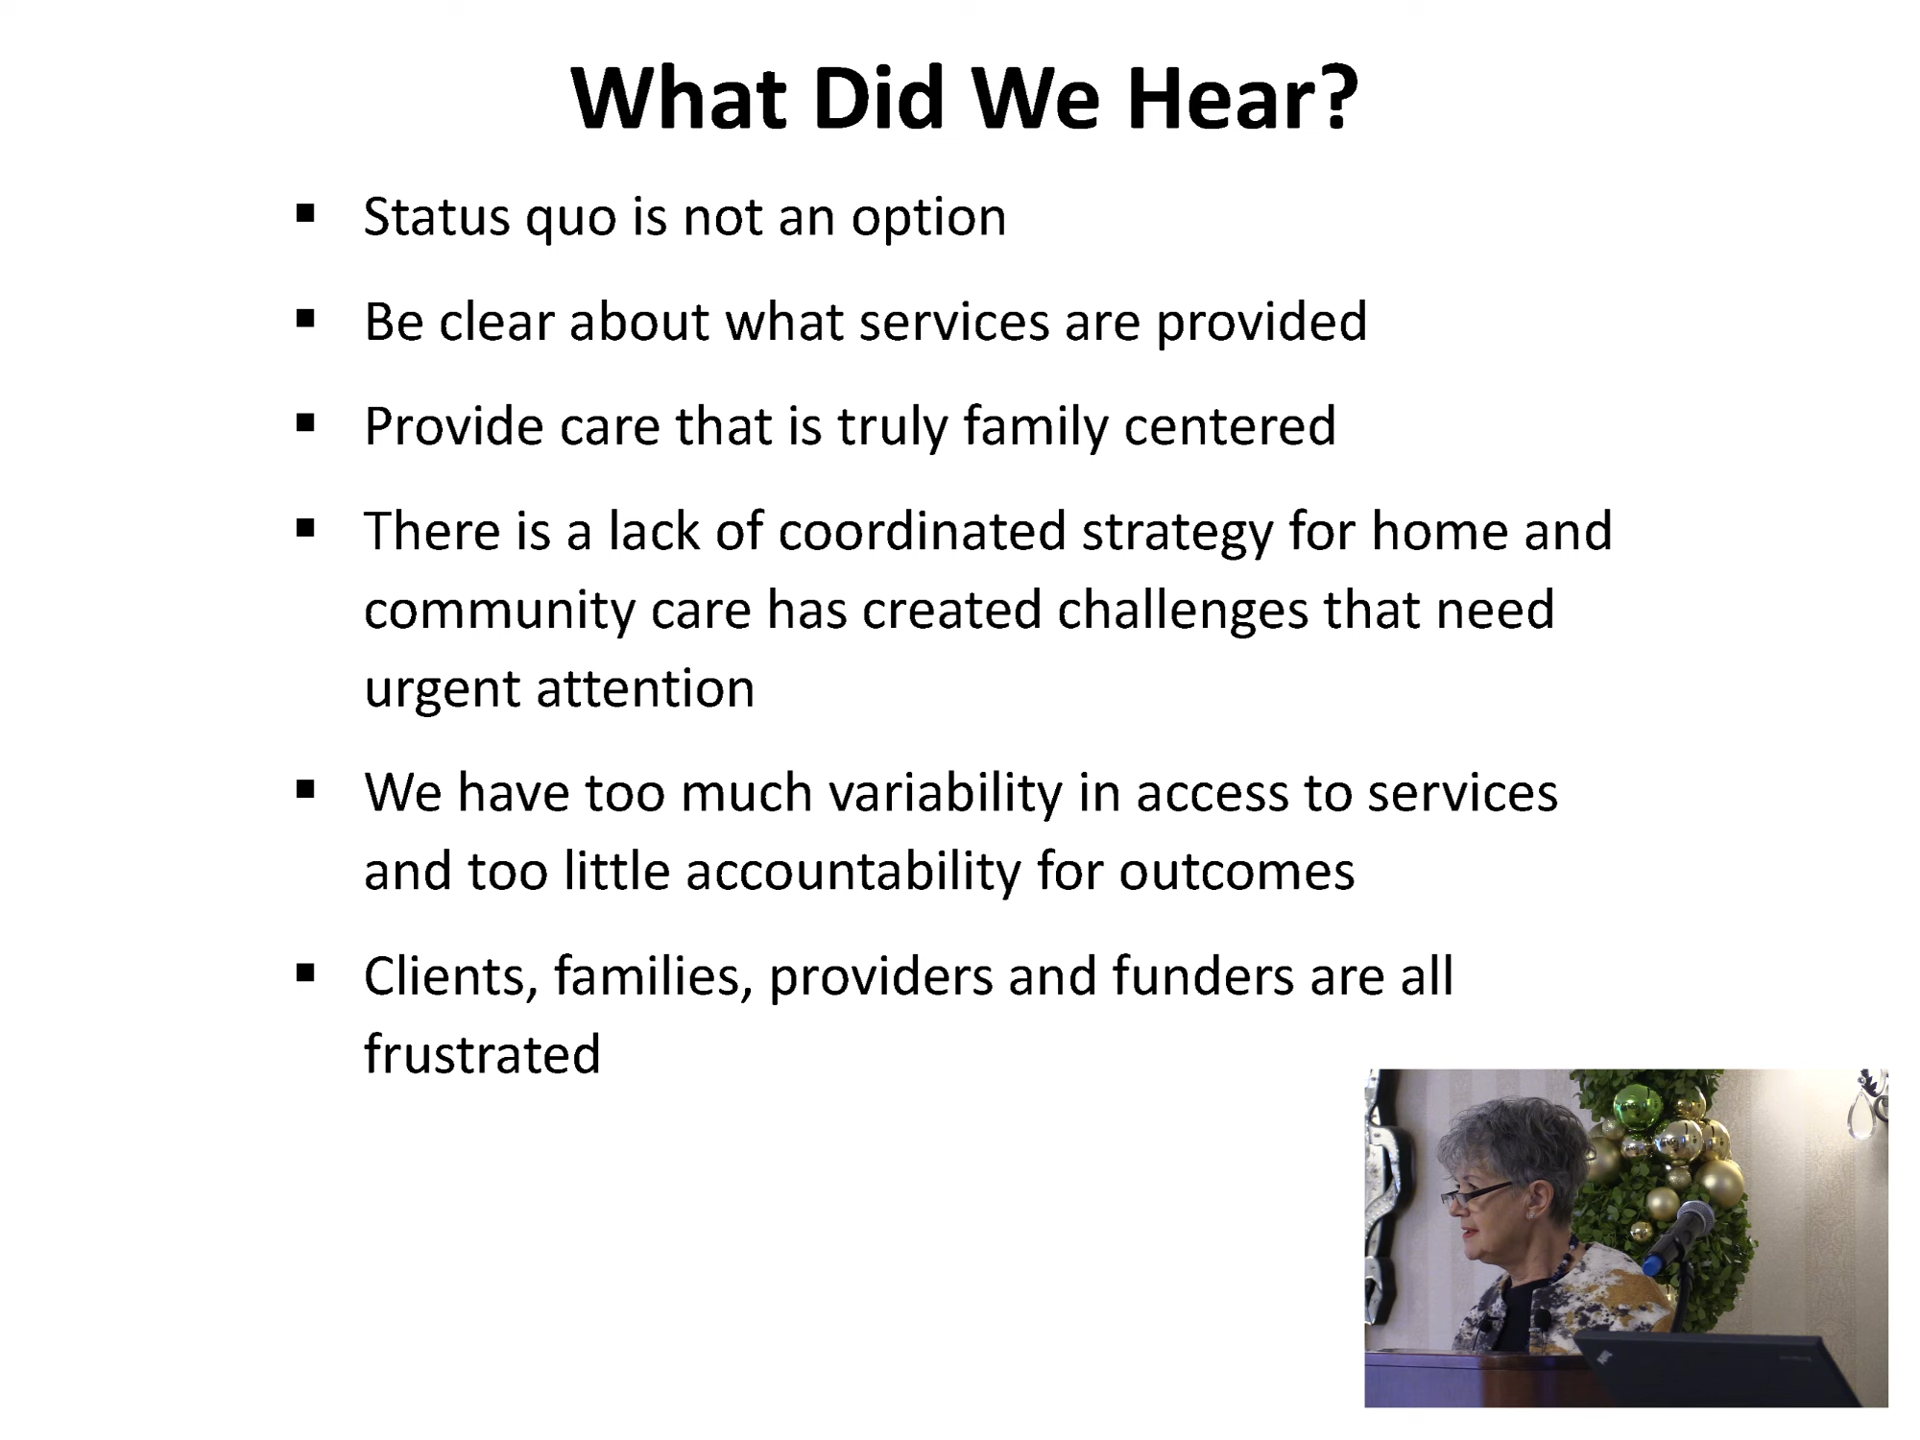 What Did We Hear?
▪ Status quo is not an option
▪ Be clear about what services are provided
▪ Provide care that is truly family centered
▪ There is a lack of coordinated strategy for home and
community care has created challenges that need
urgent attention
▪ We have too much variability in access to services
and too little accountability for outcomes
▪ Clients, families, providers and funders are all
frustrated